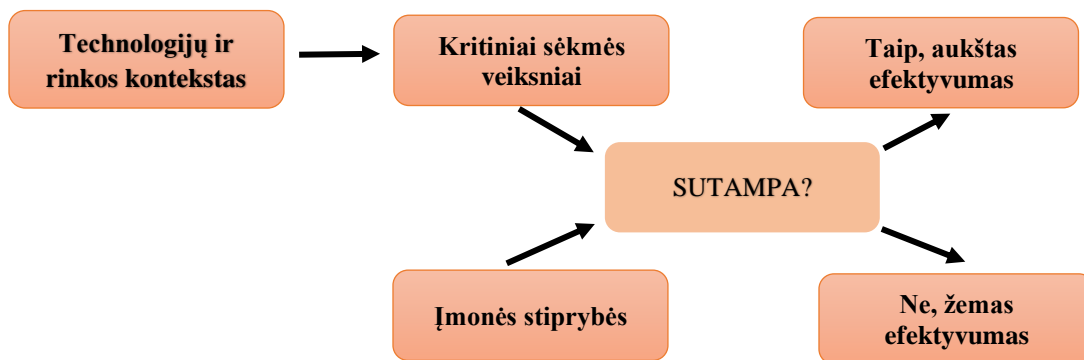 Technologijų ir
rinkos kontekstas
Kritiniai sėkmės
veiksniai
Taip, aukštas
efektyvumas
SUTAMPA?
Įmonės stiprybės
Ne, žemas
efektyvumas